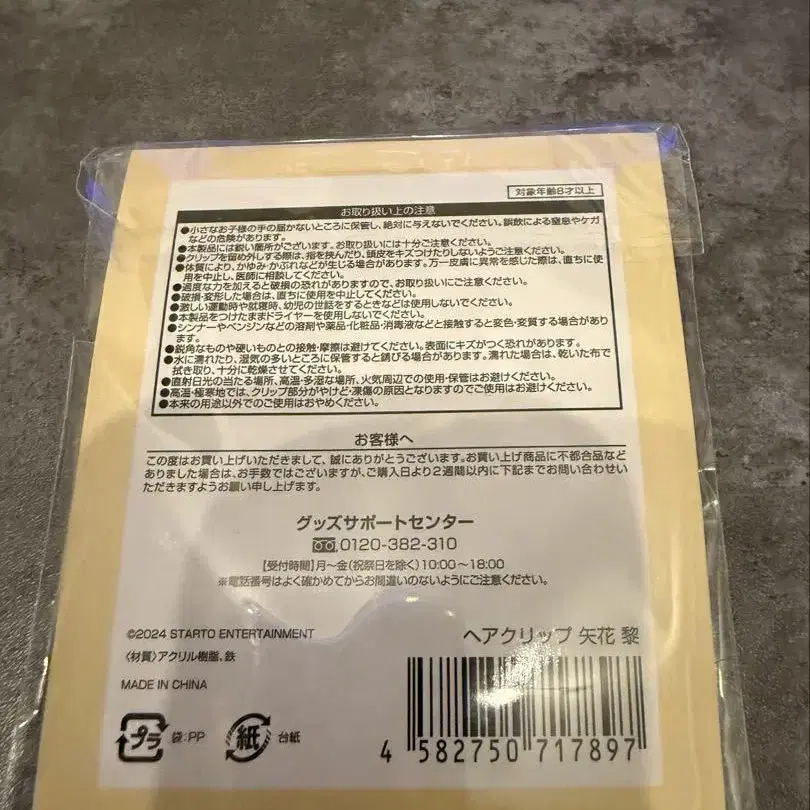 対象年齢8才以上
お取り扱い上の注意
●小さなお子様の手の届かないところに保管し、絶対に与えないでください。誤飲による窒息やケガ
などの危険があります。
●本製品には鋭い箇所がございます。お取り扱いには十分ご注意ください。
●クリップを留め外しする際は、指を挟んだり、頭皮をキズつけたりしないようご注意ください。
●体質により、かゆみ・かぶれなどが生じる場合があります。万一皮膚に異常を感じた際は、直ちに使
用を中止し、医師に相談してください。
●過度な力を加えると破損の恐れがありますので、お取り扱いにご注意ください。
●破損・変形した場合は、直ちに使用を中止してください。
●激しい運動時や就寝時、幼児の世話をするときなどは使用しないでください。
●本製品をつけたままドライヤーを使用しないでください。
●シンナーやベンジンなどの溶剤や薬品・化粧品・消毒液などと接触すると変色・変質する場合があり
ます。
●鋭角なものや硬いものとの接触・摩擦は避けてください。表面にキズがつく恐れがあります。
●水に濡れたり、湿気の多いところに保管すると錆びる場合があります。濡れた場合は、乾いた布で
拭き取り、十分に乾燥させてください。
●直射日光の当たる場所、高温・多湿な場所、火気周辺での使用・保管はお避けください。
●高温・極寒地では、クリップ部分がやけど・凍傷の原因となりますのでご使用はお避けください。
●本来の用途以外でのご使用はおやめください。
お客様へ
この度はお買い上げいただきまして、誠にありがとうございます。お買い上げ商品に不都合品など
ありました場合は、お手数ではございますが、ご購入日より2週間以内に下記までお問い合わせい
ただきますようお願い申し上げます。
グッズサポートセンター
0120-382-310
【受付時間】月〜金(祝祭日を除く)10:00〜18:00
※電話番号はよく確かめてからお間違いのないようにご注意ください。
©2024 STARTO ENTERTAINMENT
ヘアクリップ 矢花 黎
〈材質〉アクリル樹脂、鉄
MADE IN CHINA
プラ 袋:PP 紙 台紙
4 582750 717897